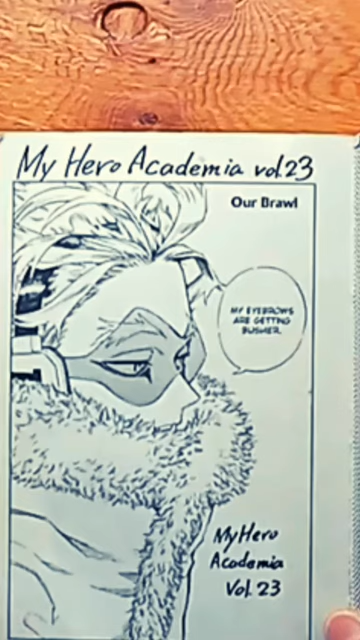 My Hero Academia vol.23
Our Brawl
MY EYEBROWS
ARE GETTING
BUSHIER.
My Hero
Academia
Vol. 23